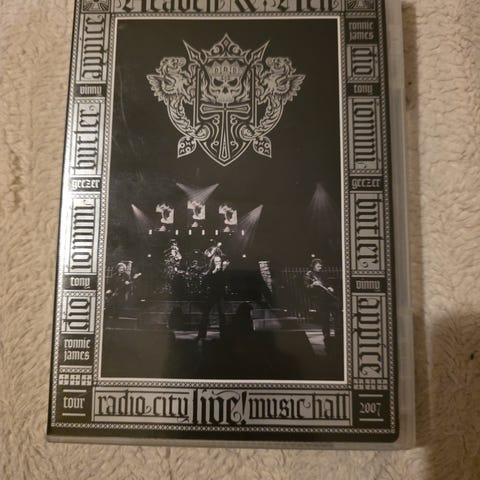 Heaven & Hell
appice
vinny
butler
geezer
iommi
tony
dio
ronnie
james
ronnie
james
dio
tony
iommi
geezer
butler
vinny
appice
tour
radio city live! music hall
2007